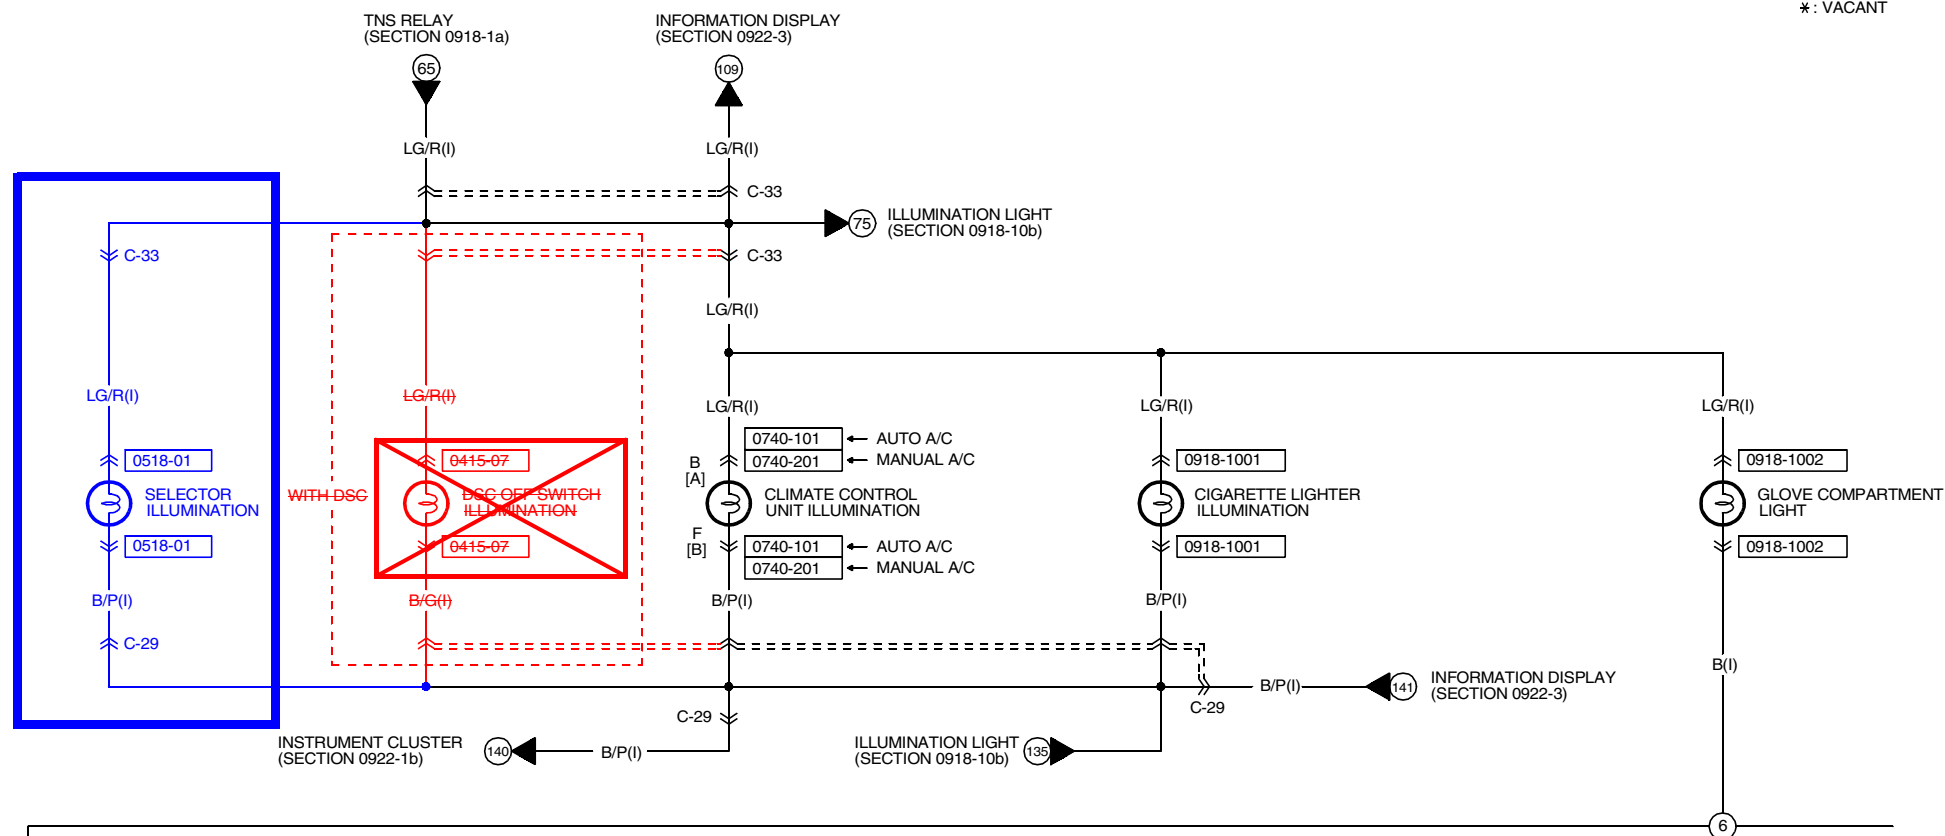 * : VACANT
TNS RELAY
(SECTION 0918-1a)
INFORMATION DISPLAY
(SECTION 0922-3)
65
109
LG/R(I)
LG/R(I)
C-33
75
ILLUMINATION LIGHT
(SECTION 0918-10b)
C-33
C-33
LG/R(I)
LG/R(I)
LG/R(I)
LG/R(I)
LG/R(I)
LG/R(I)
0518-01
SELECTOR
ILLUMINATION
0518-01
B/P(I)
C-29
WITH DSC
0415-07
DSC OFF SWITCH
ILLUMINATION
0415-07
B/G(I)
B
[A]
0740-101
AUTO A/C
0740-201
MANUAL A/C
CLIMATE CONTROL
UNIT ILLUMINATION
F
[B]
0740-101
AUTO A/C
0740-201
MANUAL A/C
B/P(I)
0918-1001
CIGARETTE LIGHTER
ILLUMINATION
0918-1001
B/P(I)
0918-1002
GLOVE COMPARTMENT
LIGHT
0918-1002
B(I)
B/P(I)
141
INFORMATION DISPLAY
(SECTION 0922-3)
C-29
C-29
INSTRUMENT CLUSTER
(SECTION 0922-1b)
140
B/P(I)
ILLUMINATION LIGHT
(SECTION 0918-10b)
135
6